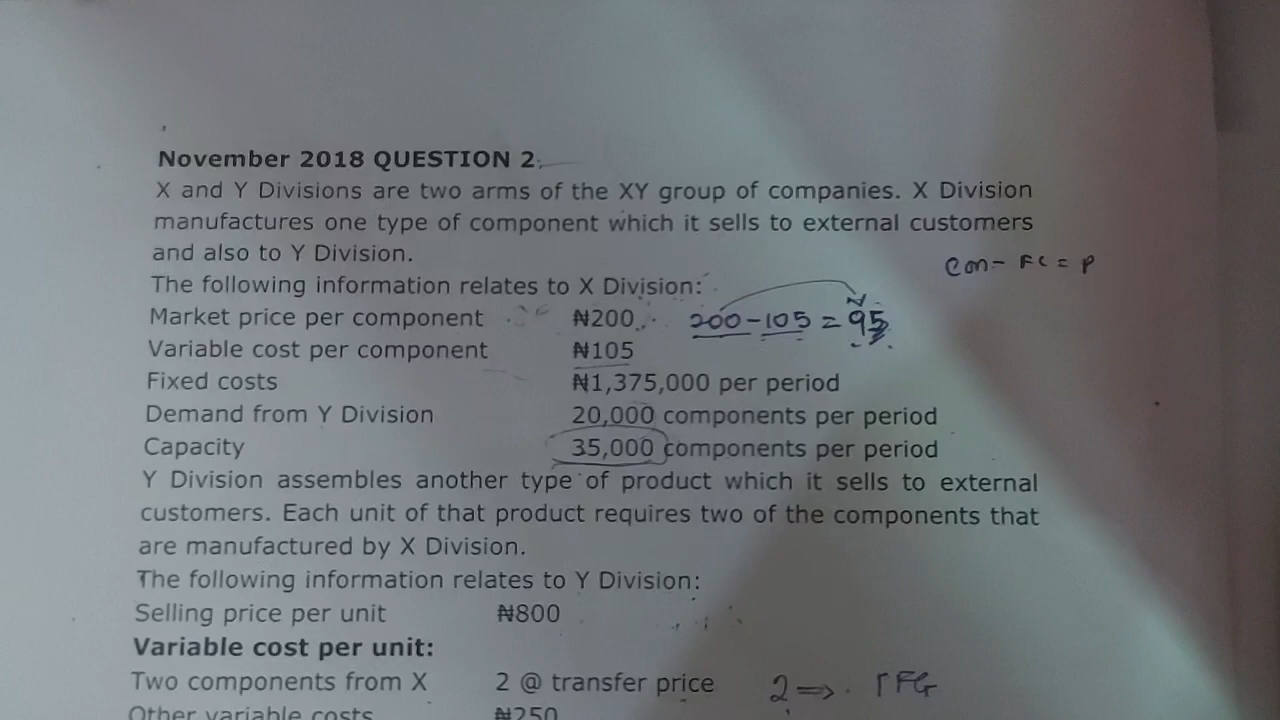 November 2018 QUESTION 2
X and Y Divisions are two arms of the XY group of companies. X Division
manufactures one type of component which it sells to external customers
and also to Y Division.
Con- FC = P
The following information relates to X Division:
Market price per component ₦200 200-105 = 95
Variable cost per component ₦105
Fixed costs ₦1,375,000 per period
Demand from Y Division 20,000 components per period
Capacity 35,000 components per period
Y Division assembles another type of product which it sells to external
customers. Each unit of that product requires two of the components that
are manufactured by X Division.
The following information relates to Y Division:
Selling price per unit ₦800
Variable cost per unit:
Two components from X 2 @ transfer price 2 ⇒
Other variable costs ₦250